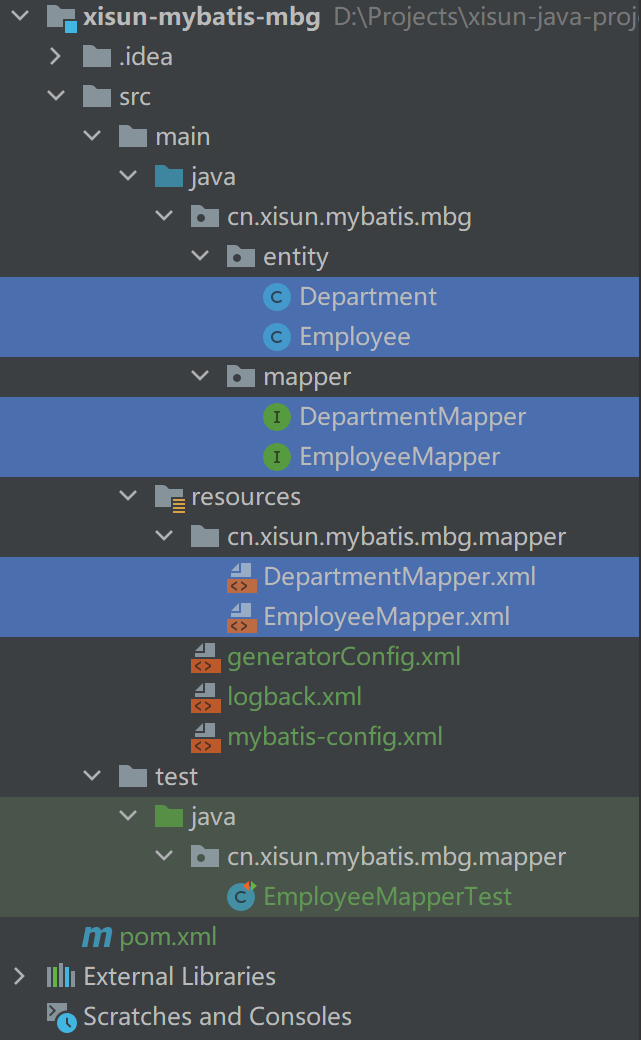 xisun-mybatis-mbg D:\Projects\xisun-java-proj
.idea
src
main
java
cn.xisun.mybatis.mbg
entity
Department
Employee
mapper
DepartmentMapper
EmployeeMapper
resources
cn.xisun.mybatis.mbg.mapper
DepartmentMapper.xml
EmployeeMapper.xml
generatorConfig.xml
logback.xml
mybatis-config.xml
test
java
cn.xisun.mybatis.mbg.mapper
EmployeeMapperTest
pom.xml
External Libraries
Scratches and Consoles